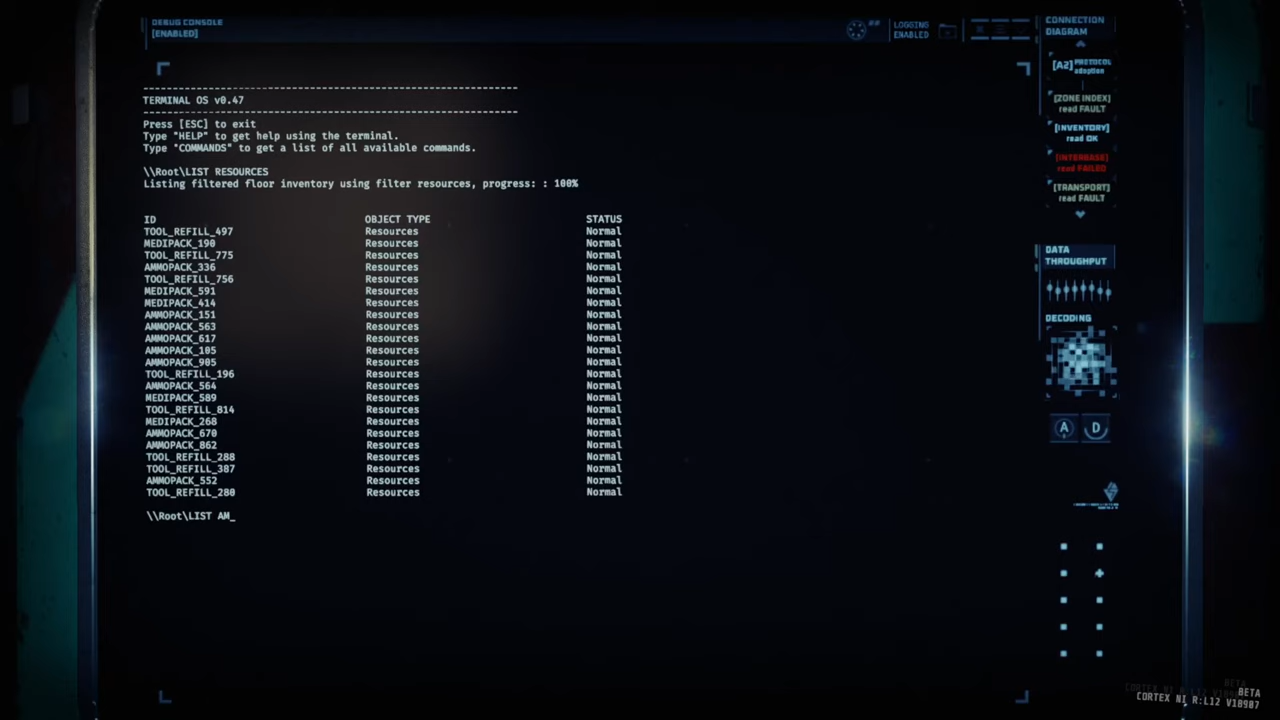 DEBUG CONSOLE
[ENABLED]
LOGGING
ENABLED
CONNECTION
DIAGRAM
[A2] PROTOCOL
adoption
[ZONE INDEX]
read FAULT
[INVENTORY]
read OK
[INTERBASE]
read FAILED
[TRANSPORT]
read FAULT
DATA
THROUGHPUT
DECODING
A D
TERMINAL OS v0.47
Press [ESC] to exit
Type "HELP" to get help using the terminal.
Type "COMMANDS" to get a list of all available commands.
\\Root\LIST RESOURCES
Listing filtered floor inventory using filter resources, progress: : 100%
ID OBJECT TYPE STATUS
TOOL_REFILL_497 Resources Normal
MEDIPACK_190 Resources Normal
TOOL_REFILL_775 Resources Normal
AMMOPACK_336 Resources Normal
TOOL_REFILL_756 Resources Normal
MEDIPACK_591 Resources Normal
MEDIPACK_414 Resources Normal
AMMOPACK_151 Resources Normal
AMMOPACK_563 Resources Normal
AMMOPACK_617 Resources Normal
AMMOPACK_105 Resources Normal
AMMOPACK_905 Resources Normal
TOOL_REFILL_196 Resources Normal
AMMOPACK_564 Resources Normal
MEDIPACK_589 Resources Normal
TOOL_REFILL_814 Resources Normal
MEDIPACK_268 Resources Normal
AMMOPACK_670 Resources Normal
AMMOPACK_862 Resources Normal
TOOL_REFILL_288 Resources Normal
TOOL_REFILL_387 Resources Normal
AMMOPACK_552 Resources Normal
TOOL_REFILL_280 Resources Normal
\\Root\LIST AM_
BETA
CORTEX NI R:L12 V18907